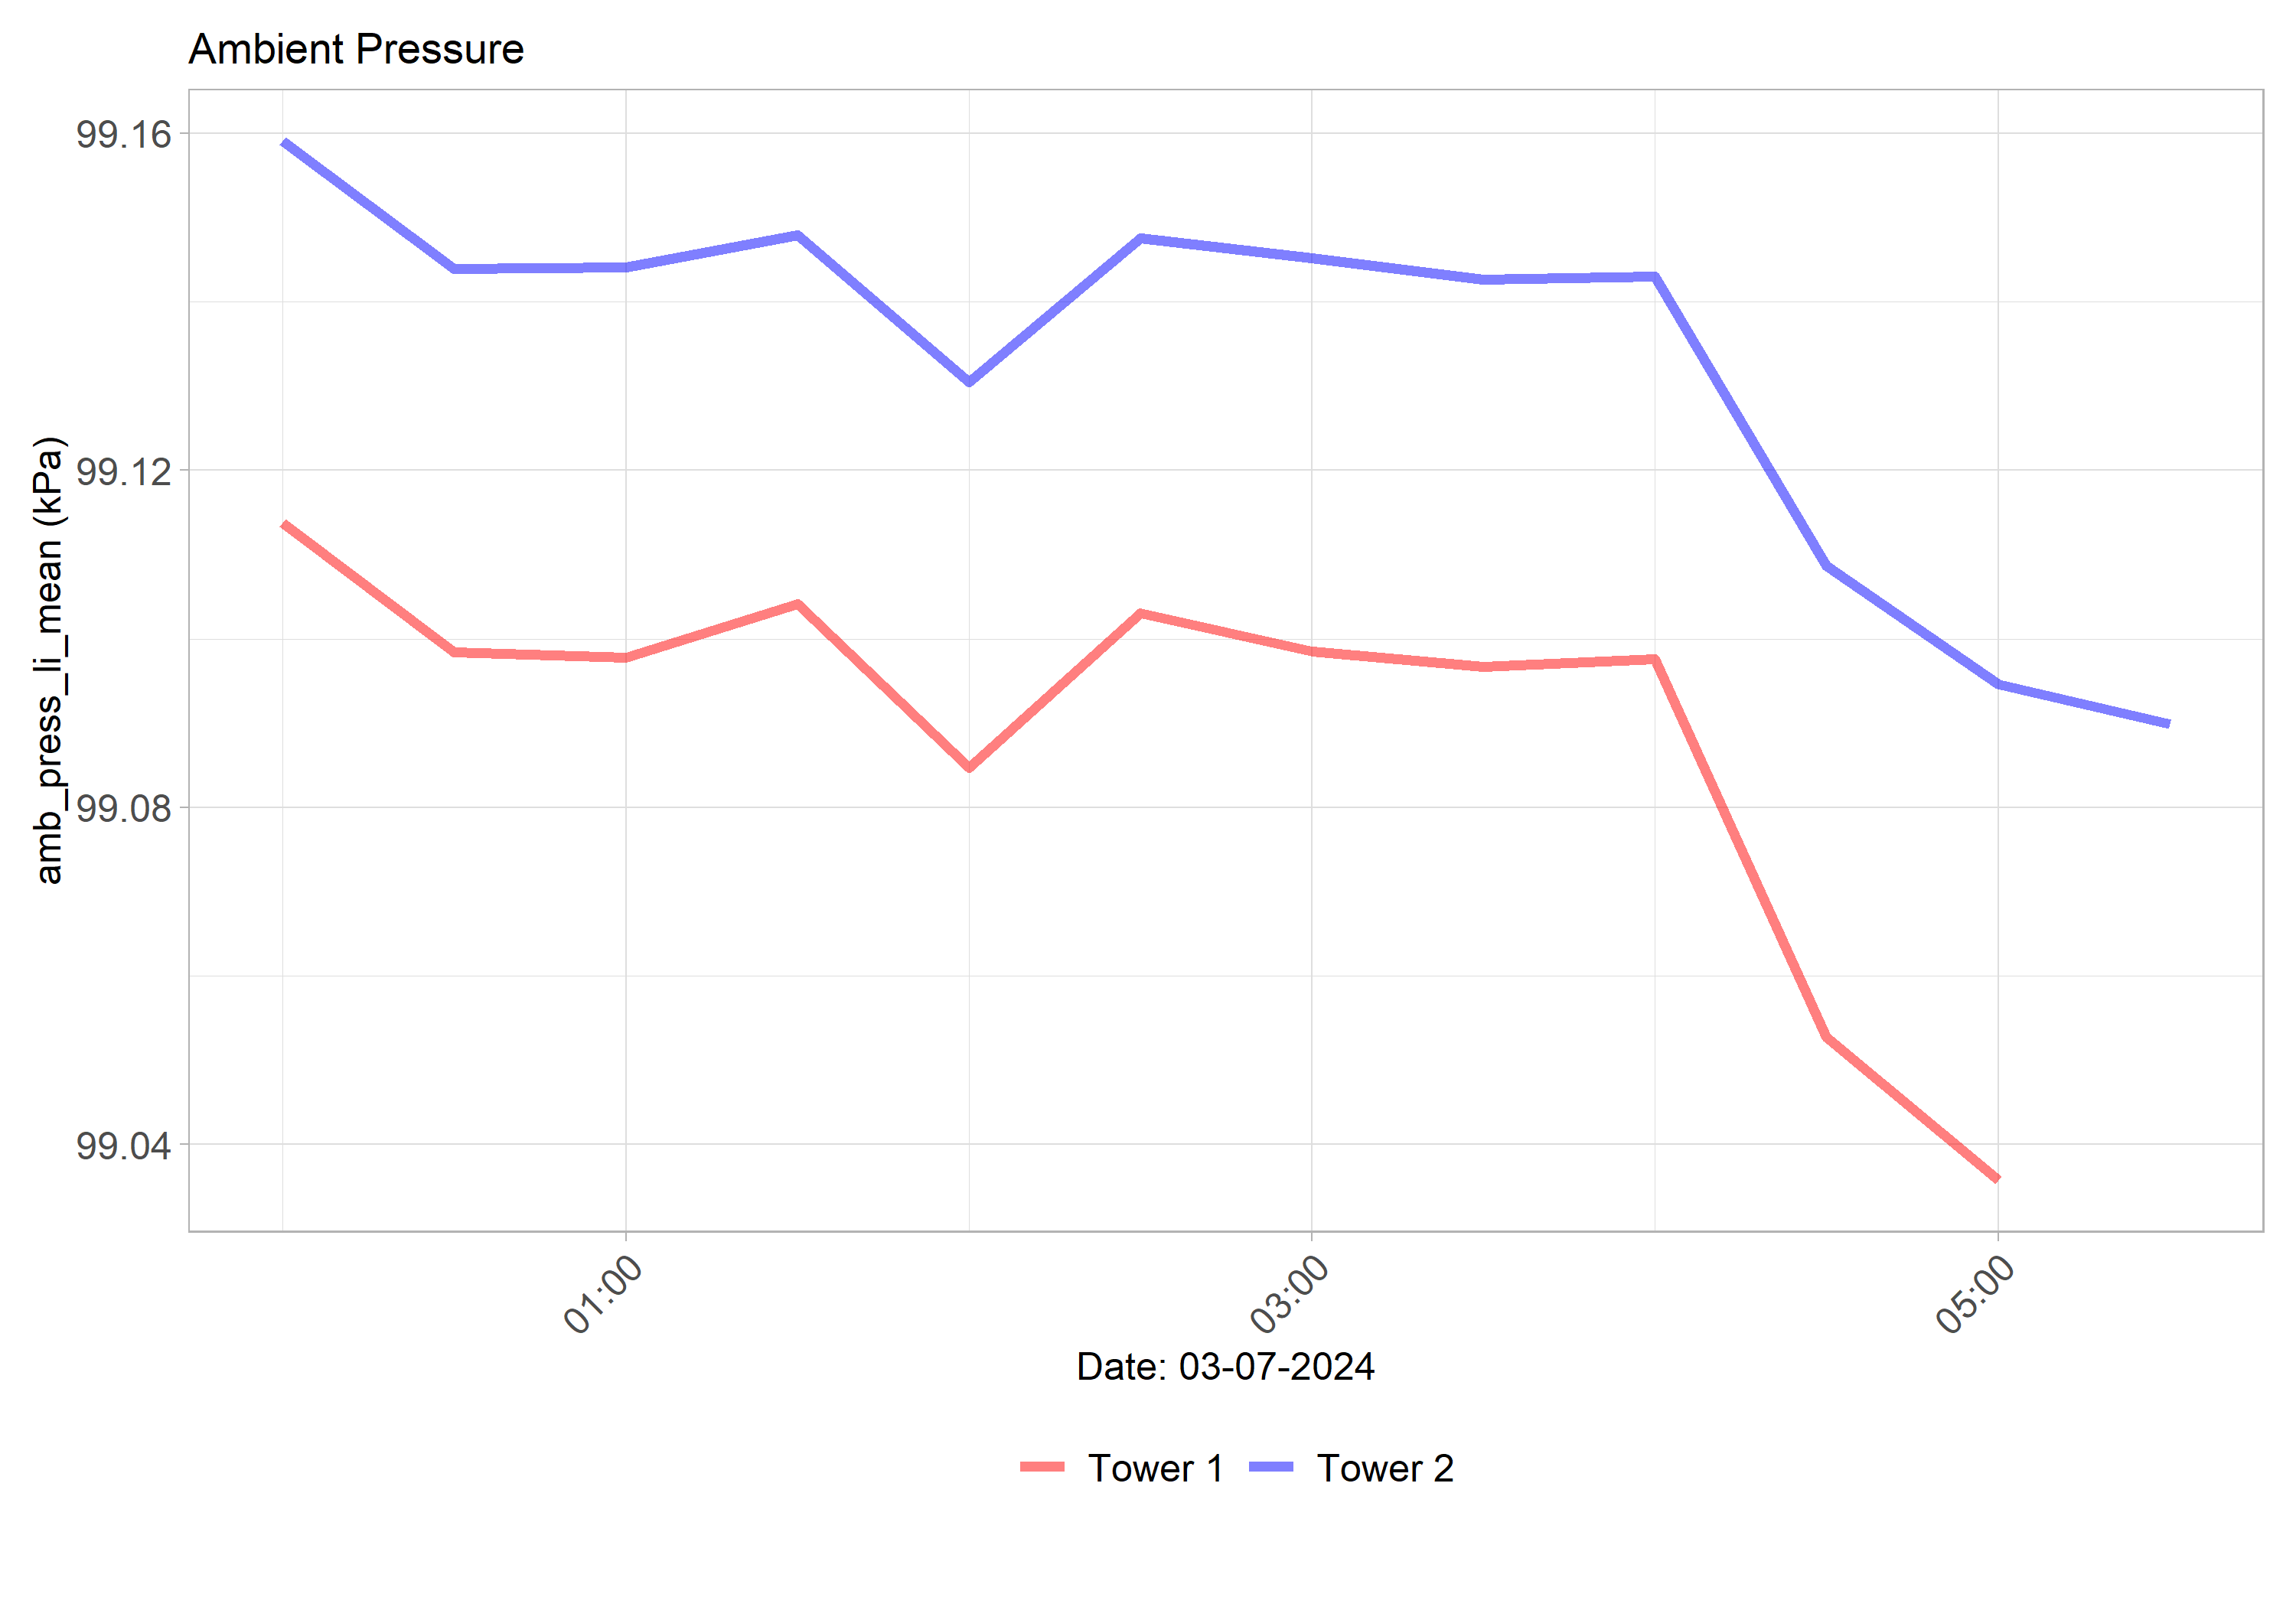 Ambient Pressure
amb_press_li_mean (kPa)
99.16
99.12
99.08
99.04
01:00
03:00
05:00
Date: 03-07-2024
Tower 1
Tower 2